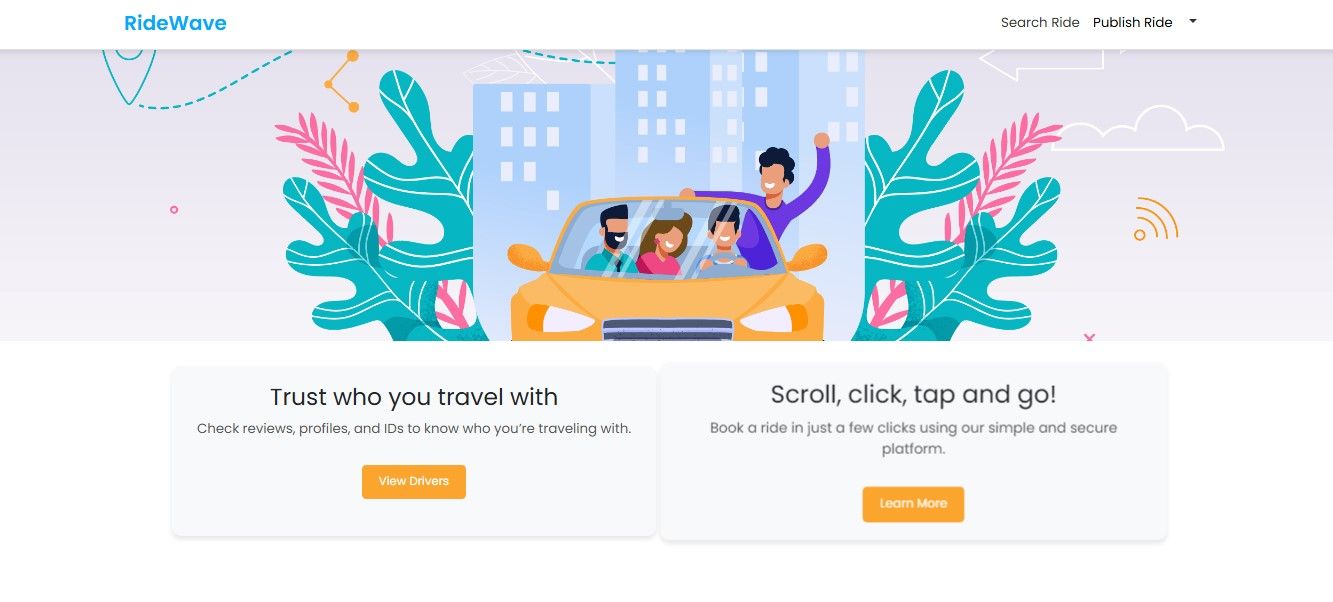 RideWave
Search Ride
Publish Ride
Trust who you travel with
Check reviews, profiles, and IDs to know who you’re traveling with.
View Drivers
Scroll, click, tap and go!
Book a ride in just a few clicks using our simple and secure
platform.
Learn More